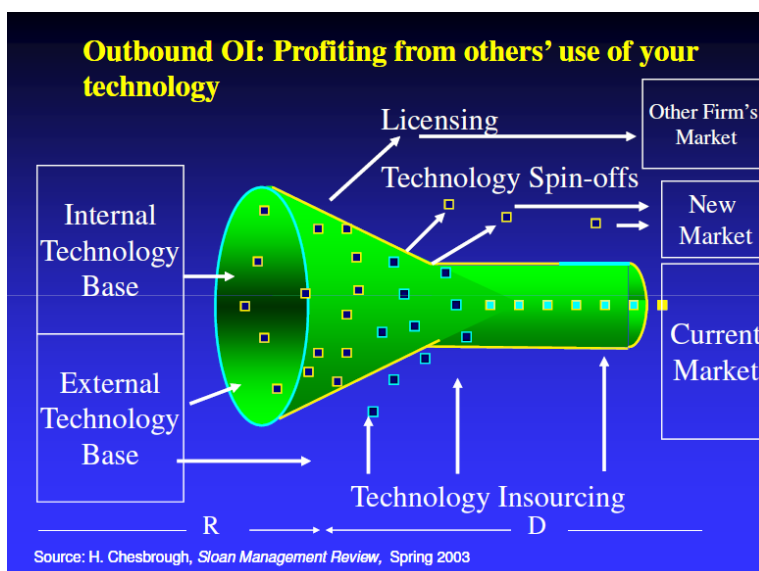 Outbound OI: Profiting from others' use of your
technology
Licensing
Other Firm's
Market
Technology Spin-offs
New
Market
Internal
Technology
Base
Current
Market
External
Technology
Base
Technology Insourcing
R
D
Source: H. Chesbrough, Sloan Management Review, Spring 2003